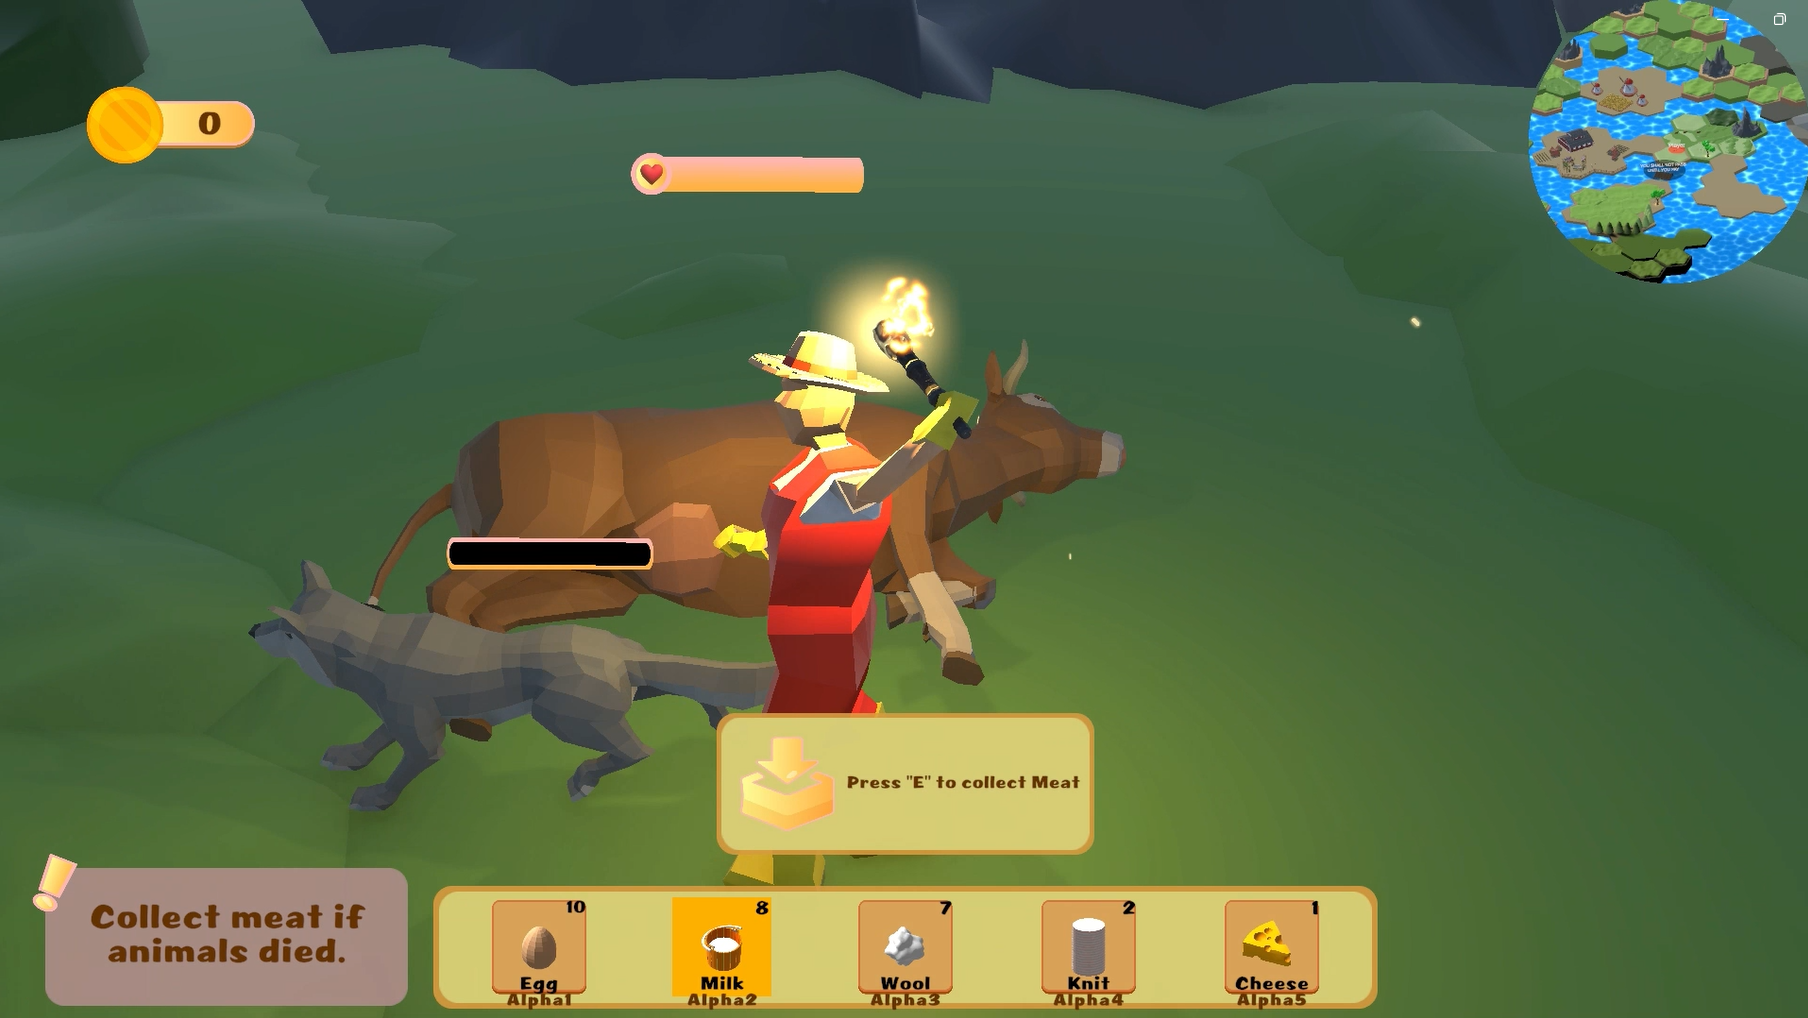 0
Press "E" to collect Meat
Collect meat if
animals died.
10
Egg
Alpha1
8
Milk
Alpha2
7
Wool
Alpha3
2
Knit
Alpha4
1
Cheese
Alpha5